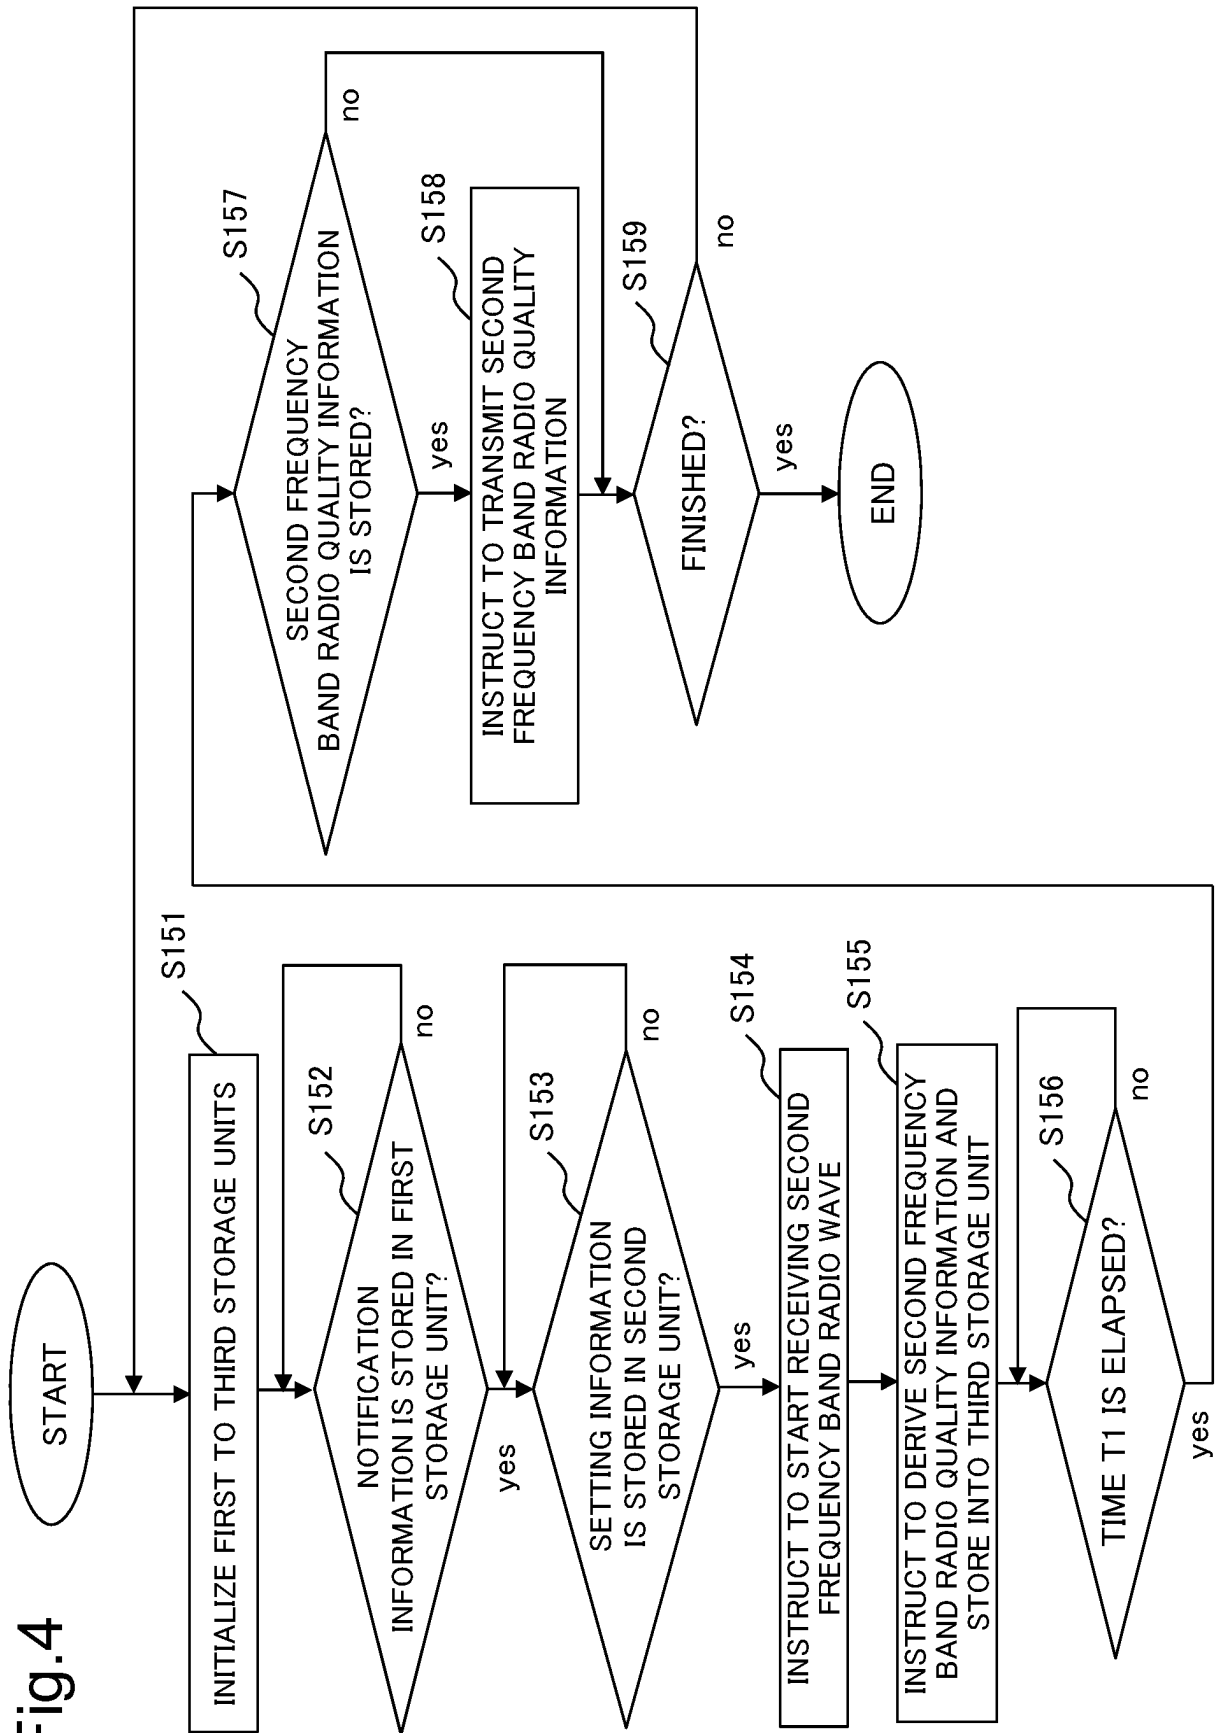 Fig.4
START
S151
INITIALIZE FIRST TO THIRD STORAGE UNITS
S152
NOTIFICATION
INFORMATION IS STORED IN FIRST
STORAGE UNIT?
no
yes
S153
SETTING INFORMATION
IS STORED IN SECOND
STORAGE UNIT?
no
yes
S154
INSTRUCT TO START RECEIVING SECOND
FREQUENCY BAND RADIO WAVE
S155
INSTRUCT TO DERIVE SECOND FREQUENCY
BAND RADIO QUALITY INFORMATION AND
STORE INTO THIRD STORAGE UNIT
S156
TIME T1 IS ELAPSED?
no
yes
S157
SECOND FREQUENCY
BAND RADIO QUALITY INFORMATION
IS STORED?
no
yes
S158
INSTRUCT TO TRANSMIT SECOND
FREQUENCY BAND RADIO QUALITY
INFORMATION
S159
FINISHED?
no
yes
END